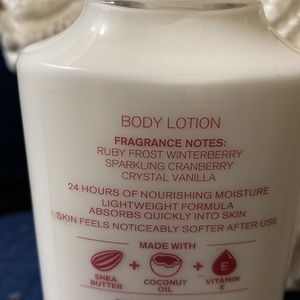 BODY LOTION
FRAGRANCE NOTES:
RUBY FROST WINTERBERRY
SPARKLING CRANBERRY
CRYSTAL VANILLA
24 HOURS OF NOURISHING MOISTURE
LIGHTWEIGHT FORMULA
ABSORBS QUICKLY INTO SKIN
SKIN FEELS NOTICEABLY SOFTER AFTER USE
MADE WITH
+ + E
SHEA COCONUT VITAMIN
BUTTER OIL E